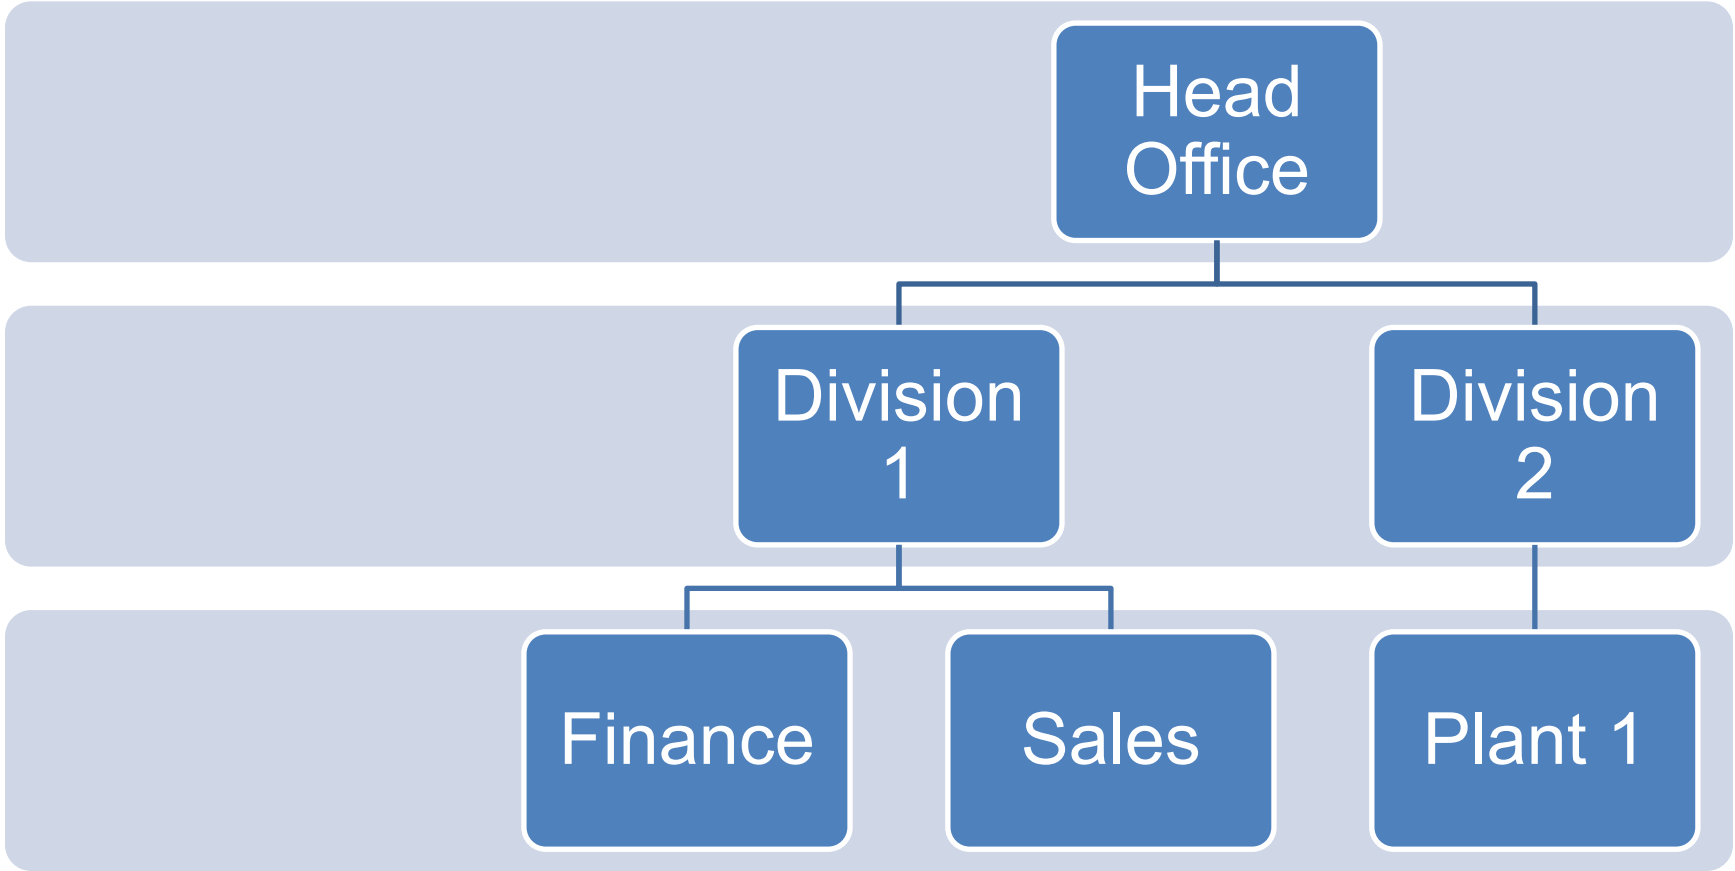 Head
Office
Division
1
Division
2
Finance
Sales
Plant 1